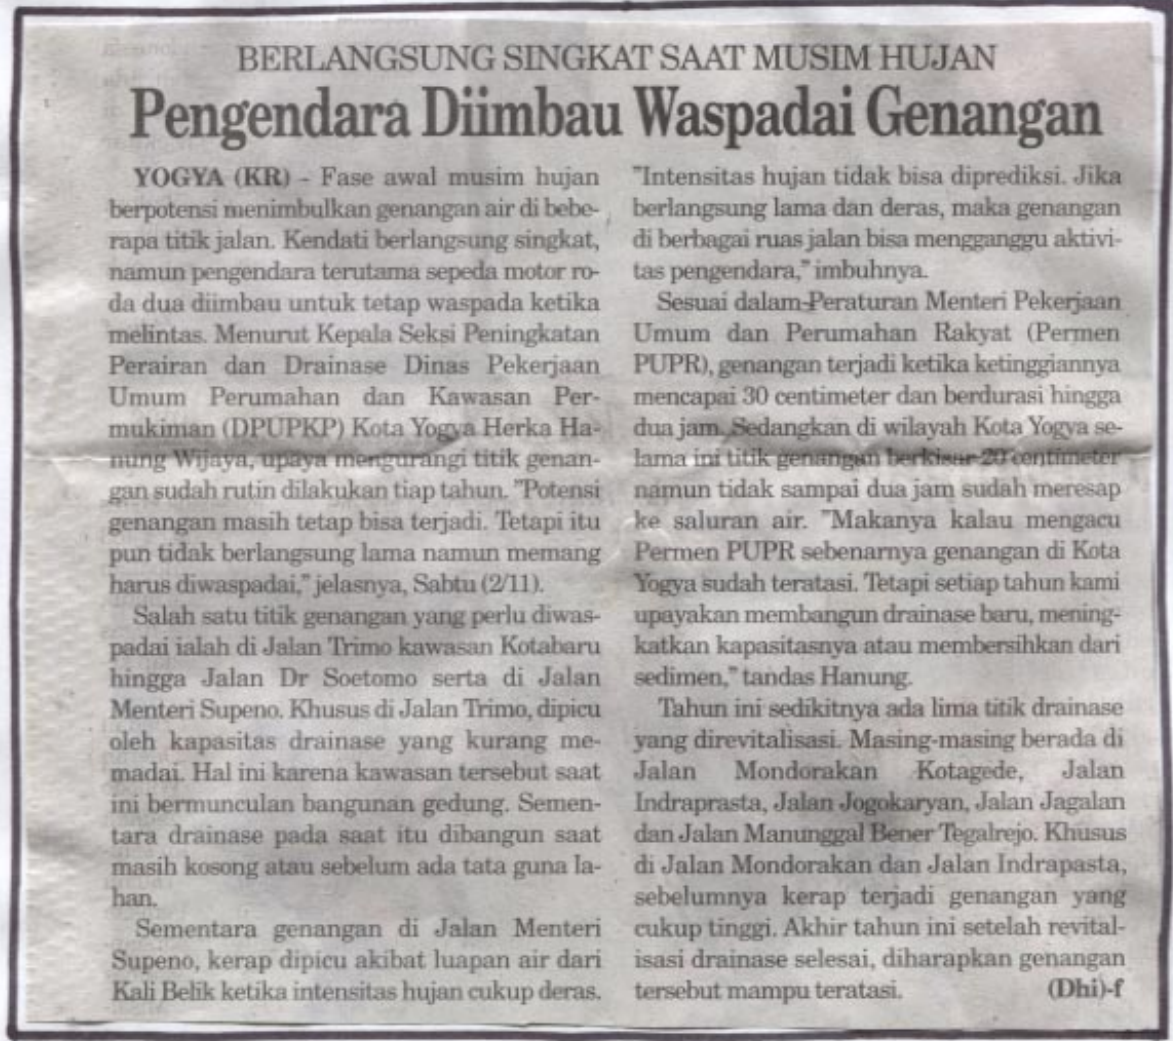 BERLANGSUNG SINGKAT SAAT MUSIM HUJAN
Pengendara Diimbau Waspadai Genangan
YOGYA (KR) - Fase awal musim hujan
berpotensi menimbulkan genangan air di bebe-
rapa titik jalan. Kendati berlangsung singkat,
namun pengendara terutama sepeda motor ro-
da dua diimbau untuk tetap waspada ketika
melintas. Menurut Kepala Seksi Peningkatan
Perairan dan Drainase Dinas Pekerjaan
Umum Perumahan dan Kawasan Per-
mukiman (DPUPKP) Kota Yogya Herka Ha-
nung Wijaya, upaya mengurangi titik genan-
gan sudah rutin dilakukan tiap tahun. "Potensi
genangan masih tetap bisa terjadi. Tetapi itu
pun tidak berlangsung lama namun memang
harus diwaspadai," jelasnya, Sabtu (2/11).
Salah satu titik genangan yang perlu diwas-
padai ialah di Jalan Trimo kawasan Kotabaru
hingga Jalan Dr Soetomo serta di Jalan
Menteri Supeno. Khusus di Jalan Trimo, dipicu
oleh kapasitas drainase yang kurang me-
madai. Hal ini karena kawasan tersebut saat
ini bermunculan bangunan gedung. Semen-
tara drainase pada saat itu dibangun saat
masih kosong atau sebelum ada tata guna la-
han.
Sementara genangan di Jalan Menteri
Supeno, kerap dipicu akibat luapan air dari
Kali Belik ketika intensitas hujan cukup deras.
"Intensitas hujan tidak bisa diprediksi. Jika
berlangsung lama dan deras, maka genangan
di berbagai ruas jalan bisa mengganggu aktivi-
tas pengendara," imbuhnya.
Sesuai dalam Peraturan Menteri Pekerjaan
Umum dan Perumahan Rakyat (Permen
PUPR), genangan terjadi ketika ketinggiannya
mencapai 30 centimeter dan berdurasi hingga
dua jam. Sedangkan di wilayah Kota Yogya se-
lama ini titik genangan berkisar 20 centimeter
namun tidak sampai dua jam sudah meresap
ke saluran air. "Makanya kalau mengacu
Permen PUPR sebenarnya genangan di Kota
Yogya sudah teratasi. Tetapi setiap tahun kami
upayakan membangun drainase baru, mening-
katkan kapasitasnya atau membersihkan dari
sedimen," tandas Hanung.
Tahun ini sedikitnya ada lima titik drainase
yang direvitalisasi. Masing-masing berada di
Jalan Mondorakan Kotagede, Jalan
Indraprasta, Jalan Jogokaryan, Jalan Jagalan
dan Jalan Manunggal Bener Tegalrejo. Khusus
di Jalan Mondorakan dan Jalan Indrapasta,
sebelumnya kerap terjadi genangan yang
cukup tinggi. Akhir tahun ini setelah revital-
isasi drainase selesai, diharapkan genangan
tersebut mampu teratasi. (Dhi)-f